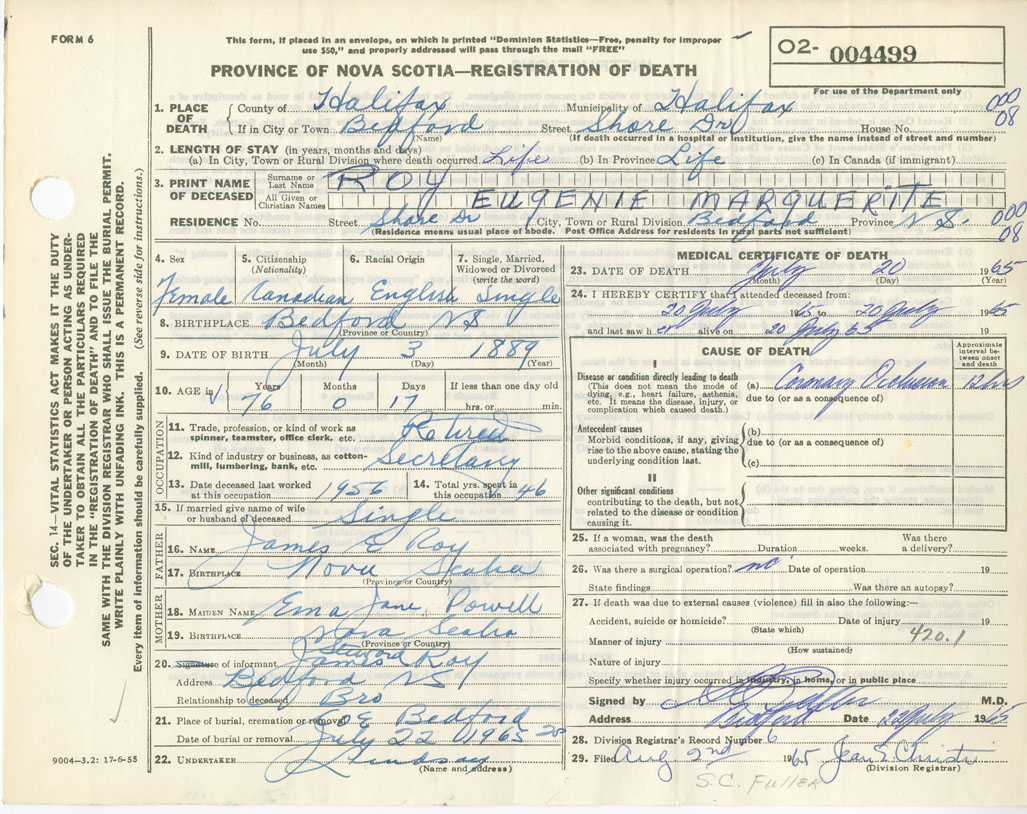 FORM 6
This form, if placed in an envelope, on which is printed "Dominion Statistics—Free, penalty for improper
use $50," and properly addressed will pass through the mail "FREE"
O2- 004499
For use of the Department only
PROVINCE OF NOVA SCOTIA—REGISTRATION OF DEATH
000
08
1. PLACE OF DEATH
County of Halifax Municipality of Halifax
If in City or Town Bedford Street Shore Dr House No.
(Name) (If death occurred in a hospital or institution, give the name instead of street and number)
2. LENGTH OF STAY (in years, months and days)
(a) In City, Town or Rural Division where death occurred Life (b) In Province Life (c) In Canada (if immigrant)
3. PRINT NAME OF DECEASED
Surname or Last Name ROY
All Given or Christian Names EUGENIE MARQUERITE
RESIDENCE No. Street Shore Dr City, Town or Rural Division Bedford Province N S.
000
08
(Residence means usual place of abode. Post Office Address for residents in rural parts not sufficient)
4. Sex 5. Citizenship (Nationality) 6. Racial Origin 7. Single, Married, Widowed or Divorced (write the word)
Female Canadian English Single
8. BIRTHPLACE Bedford NS
(Province or Country)
9. DATE OF BIRTH July 3 1889
(Month) (Day) (Year)
10. AGE in Years Months Days If less than one day old
76 0 17 hrs. or min.
OCCUPATION
11. Trade, profession, or kind of work as spinner, teamster, office clerk, etc. Retired
12. Kind of industry or business, as cotton-mill, lumbering, bank, etc. Secretary
13. Date deceased last worked at this occupation 1956 14. Total yrs. spent in this occupation 46
15. If married give name of wife or husband of deceased Single
FATHER
16. NAME James E Roy
17. BIRTHPLACE Nova Scotia
(Province or Country)
MOTHER
18. MAIDEN NAME Ema Jane Powell
19. BIRTHPLACE Nova Scotia
(Province or Country)
20. Signature of informant James Roy
Address Bedford NS
Relationship to deceased Bro
21. Place of burial, cremation or removal Bedford
Date of burial or removal July 22 1965
22. UNDERTAKER Lindsay
(Name and address)
MEDICAL CERTIFICATE OF DEATH
23. DATE OF DEATH July 20 1965
(Month) (Day) (Year)
24. I HEREBY CERTIFY that I attended deceased from:
20 July 1965 to 20 July 1965
and last saw h er alive on 20 July 65 19
CAUSE OF DEATH
Approximate interval between onset and death
I
Disease or condition directly leading to death
(This does not mean the mode of dying, e.g., heart failure, asthenia, etc. It means the disease, injury, or complication which caused death.)
(a) Coronary Occlusion 12 hrs
due to (or as a consequence of)
Antecedent causes
Morbid conditions, if any, giving rise to the above cause, stating the underlying condition last.
(b)
due to (or as a consequence of)
(c)
II
Other significant conditions
contributing to the death, but not related to the disease or condition causing it.
25. If a woman, was the death associated with pregnancy? Duration weeks. Was there a delivery?
26. Was there a surgical operation? no Date of operation 19
State findings Was there an autopsy?
27. If death was due to external causes (violence) fill in also the following:—
Accident, suicide or homicide? Date of injury 19
(State which)
420.1
Manner of injury
(How sustained)
Nature of injury
Specify whether injury occurred in industry, in home, or in public place
Signed by M.D.
Address Bedford Date 22 July 1965
28. Division Registrar's Record Number 6
29. Filed Aug. 2nd 1965 Jean E. Christie
(Division Registrar)
S.C. FULLER
SEC. 14—VITAL STATISTICS ACT MAKES IT THE DUTY
OF THE UNDERTAKER OR PERSON ACTING AS UNDER-
TAKER TO OBTAIN ALL THE PARTICULARS REQUIRED
IN THE "REGISTRATION OF DEATH" AND TO FILE THE
SAME WITH THE DIVISION REGISTRAR WHO SHALL ISSUE THE BURIAL PERMIT.
WRITE PLAINLY WITH UNFADING INK. THIS IS A PERMANENT RECORD.
Every item of information should be carefully supplied. (See reverse side for instructions.)
9004-3.2: 17-6-55